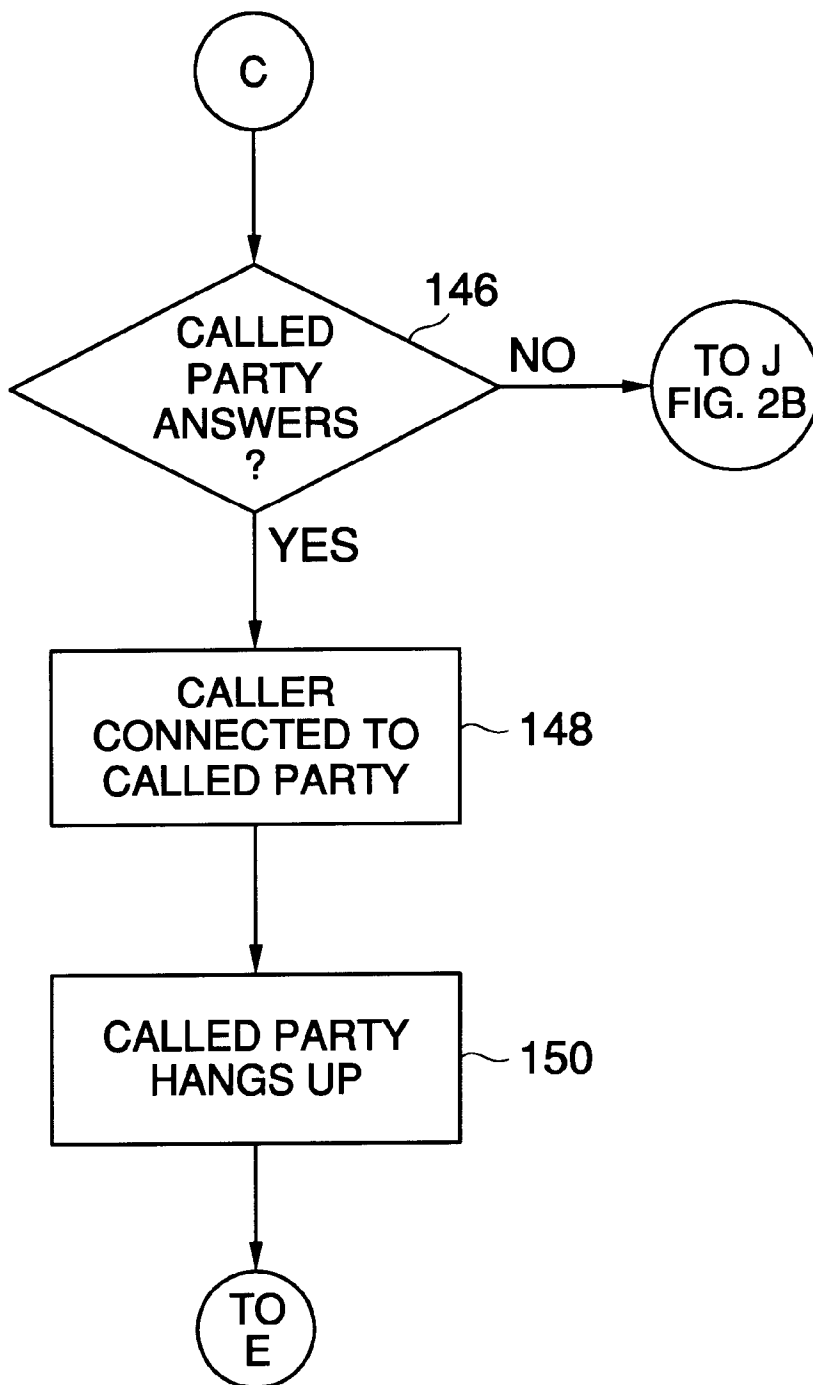 C
146
CALLED
PARTY
ANSWERS
?
NO
TO J
FIG. 2B
YES
CALLER
CONNECTED TO
CALLED PARTY
148
CALLED PARTY
HANGS UP
150
TO
E